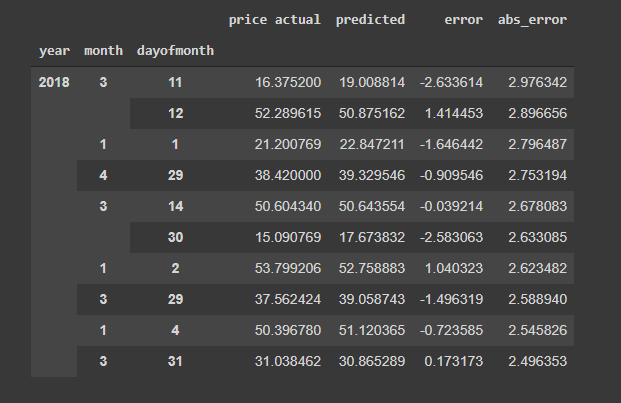 price actual predicted error abs_error
year month dayofmonth
2018 3 11 16.375200 19.008814 -2.633614 2.976342
12 52.289615 50.875162 1.414453 2.896656
1 1 21.200769 22.847211 -1.646442 2.796487
4 29 38.420000 39.329546 -0.909546 2.753194
3 14 50.604340 50.643554 -0.039214 2.678083
30 15.090769 17.673832 -2.583063 2.633085
1 2 53.799206 52.758883 1.040323 2.623482
3 29 37.562424 39.058743 -1.496319 2.588940
1 4 50.396780 51.120365 -0.723585 2.545826
3 31 31.038462 30.865289 0.173173 2.496353